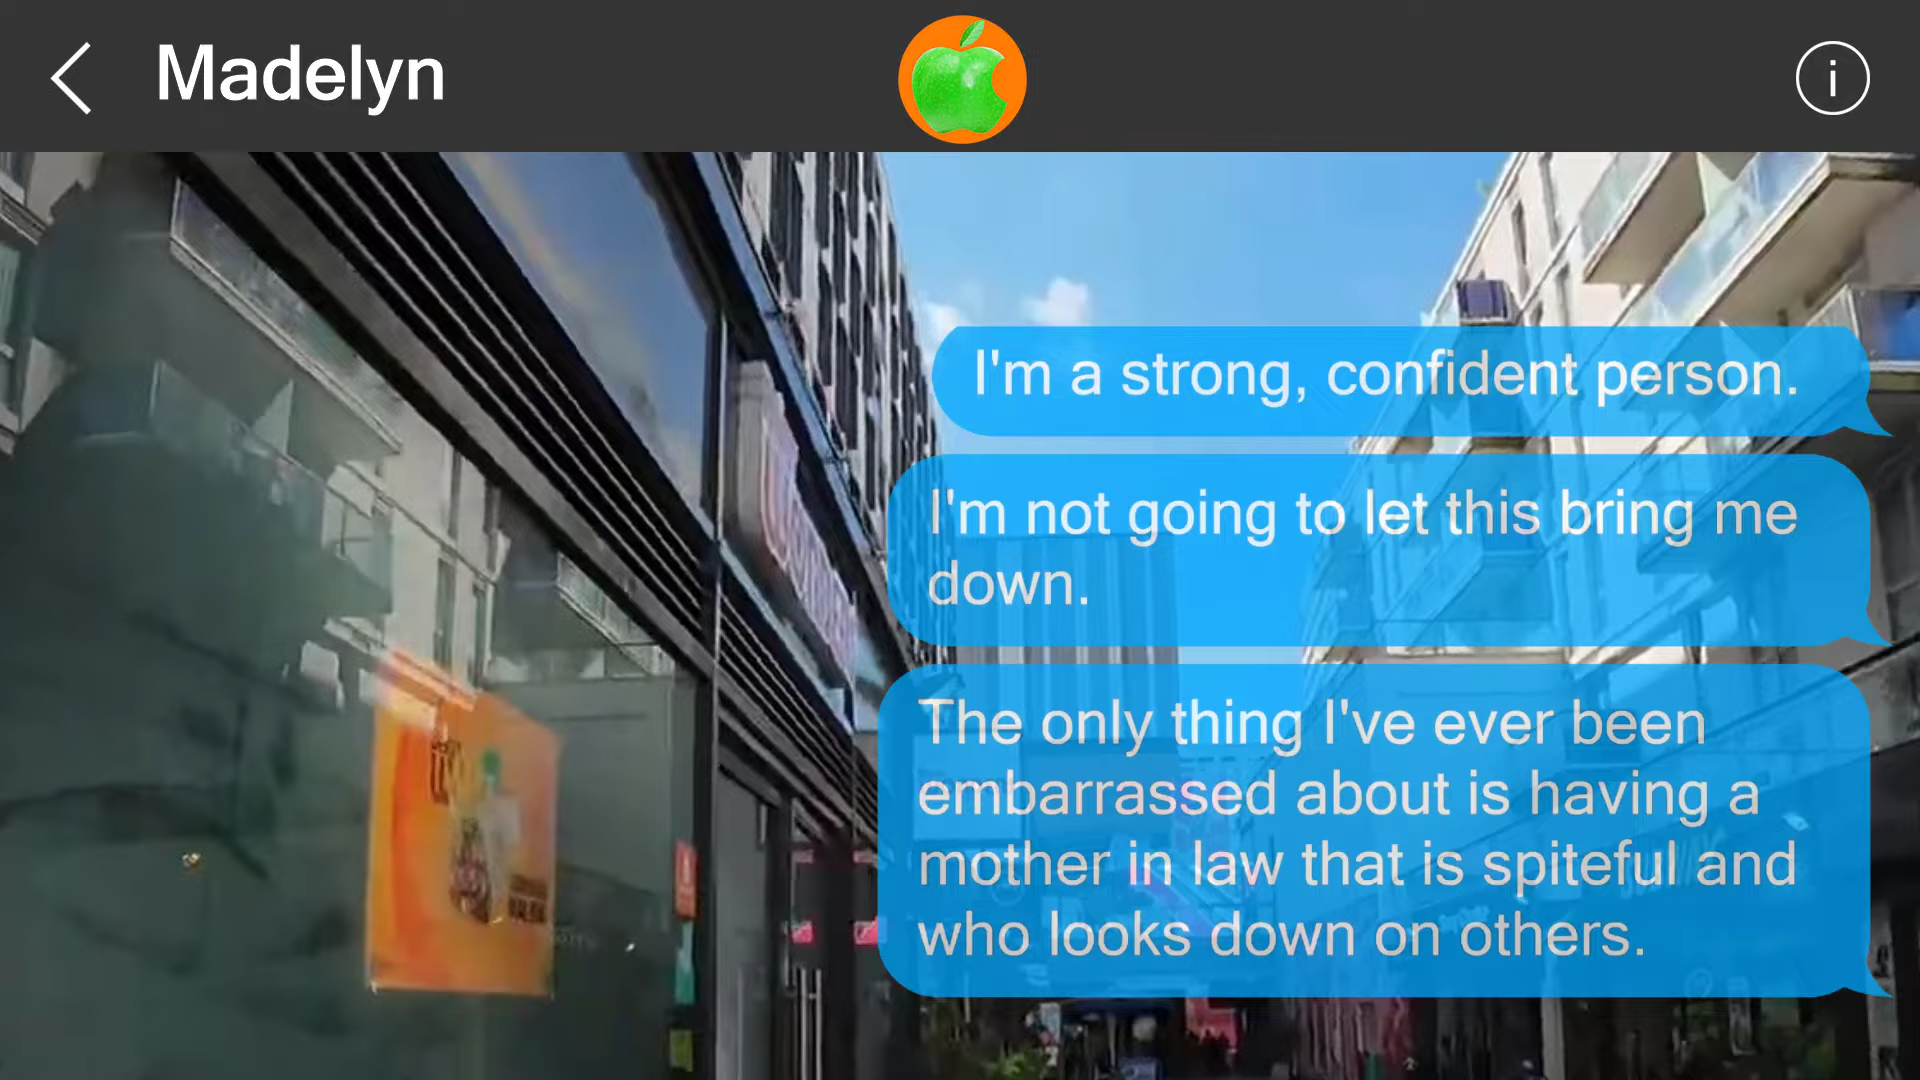 Madelyn
I'm a strong, confident person.
I'm not going to let this bring me
down.
The only thing I've ever been
embarrassed about is having a
mother in law that is spiteful and
who looks down on others.